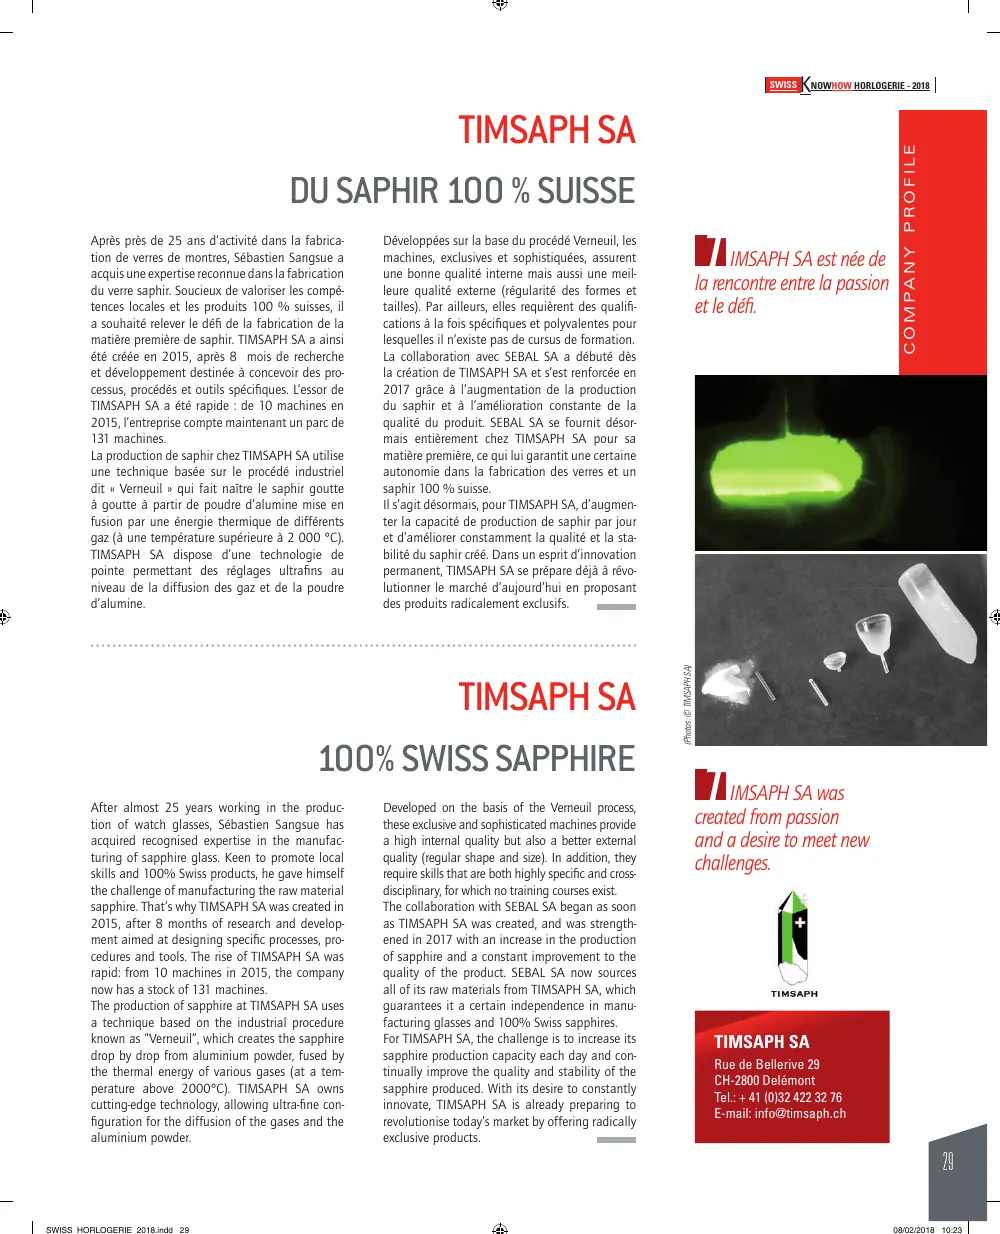 SWISS KNOWHOW HORLOGERIE - 2018
COMPANY PROFILE
TIMSAPH SA
DU SAPHIR 100 % SUISSE
Après près de 25 ans d’activité dans la fabrica-
tion de verres de montres, Sébastien Sangsue a
acquis une expertise reconnue dans la fabrication
du verre saphir. Soucieux de valoriser les compé-
tences locales et les produits 100 % suisses, il
a souhaité relever le défi de la fabrication de la
matière première de saphir. TIMSAPH SA a ainsi
été créée en 2015, après 8 mois de recherche
et développement destinée à concevoir des pro-
cessus, procédés et outils spécifiques. L’essor de
TIMSAPH SA a été rapide : de 10 machines en
2015, l’entreprise compte maintenant un parc de
131 machines.
La production de saphir chez TIMSAPH SA utilise
une technique basée sur le procédé industriel
dit « Verneuil » qui fait naître le saphir goutte
à goutte à partir de poudre d’alumine mise en
fusion par une énergie thermique de différents
gaz (à une température supérieure à 2 000 °C).
TIMSAPH SA dispose d’une technologie de
pointe permettant des réglages ultrafins au
niveau de la diffusion des gaz et de la poudre
d’alumine.
Développées sur la base du procédé Verneuil, les
machines, exclusives et sophistiquées, assurent
une bonne qualité interne mais aussi une meil-
leure qualité externe (régularité des formes et
tailles). Par ailleurs, elles requièrent des qualifi-
cations à la fois spécifiques et polyvalentes pour
lesquelles il n’existe pas de cursus de formation.
La collaboration avec SEBAL SA a débuté dès
la création de TIMSAPH SA et s’est renforcée en
2017 grâce à l’augmentation de la production
du saphir et à l’amélioration constante de la
qualité du produit. SEBAL SA se fournit désor-
mais entièrement chez TIMSAPH SA pour sa
matière première, ce qui lui garantit une certaine
autonomie dans la fabrication des verres et un
saphir 100 % suisse.
Il s’agit désormais, pour TIMSAPH SA, d’augmen-
ter la capacité de production de saphir par jour
et d’améliorer constamment la qualité et la sta-
bilité du saphir créé. Dans un esprit d’innovation
permanent, TIMSAPH SA se prépare déjà à révo-
lutionner le marché d’aujourd’hui en proposant
des produits radicalement exclusifs.
TIMSAPH SA est née de
la rencontre entre la passion
et le défi.
(Photos: © TIMSAPH SA)
TIMSAPH SA
100% SWISS SAPPHIRE
After almost 25 years working in the produc-
tion of watch glasses, Sébastien Sangsue has
acquired recognised expertise in the manufac-
turing of sapphire glass. Keen to promote local
skills and 100% Swiss products, he gave himself
the challenge of manufacturing the raw material
sapphire. That’s why TIMSAPH SA was created in
2015, after 8 months of research and develop-
ment aimed at designing specific processes, pro-
cedures and tools. The rise of TIMSAPH SA was
rapid: from 10 machines in 2015, the company
now has a stock of 131 machines.
The production of sapphire at TIMSAPH SA uses
a technique based on the industrial procedure
known as “Verneuil”, which creates the sapphire
drop by drop from aluminium powder, fused by
the thermal energy of various gases (at a tem-
perature above 2000°C). TIMSAPH SA owns
cutting-edge technology, allowing ultra-fine con-
figuration for the diffusion of the gases and the
aluminium powder.
Developed on the basis of the Verneuil process,
these exclusive and sophisticated machines provide
a high internal quality but also a better external
quality (regular shape and size). In addition, they
require skills that are both highly specific and cross-
disciplinary, for which no training courses exist.
The collaboration with SEBAL SA began as soon
as TIMSAPH SA was created, and was strength-
ened in 2017 with an increase in the production
of sapphire and a constant improvement to the
quality of the product. SEBAL SA now sources
all of its raw materials from TIMSAPH SA, which
guarantees it a certain independence in manu-
facturing glasses and 100% Swiss sapphires.
For TIMSAPH SA, the challenge is to increase its
sapphire production capacity each day and con-
tinually improve the quality and stability of the
sapphire produced. With its desire to constantly
innovate, TIMSAPH SA is already preparing to
revolutionise today’s market by offering radically
exclusive products.
TIMSAPH SA was
created from passion
and a desire to meet new
challenges.
TIMSAPH
TIMSAPH SA
Rue de Bellerive 29
CH-2800 Delémont
Tel.: + 41 (0)32 422 32 76
E-mail: info@timsaph.ch
29
SWISS HORLOGERIE 2018.indd 29
08/02/2018 10:23